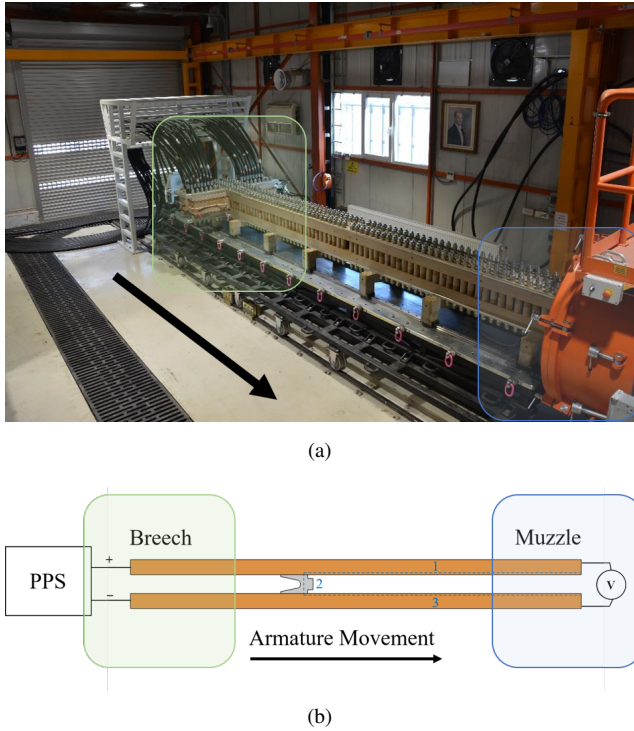 (a)
Breech
Muzzle
PPS
+
−
1
2
3
V
Armature Movement
(b)